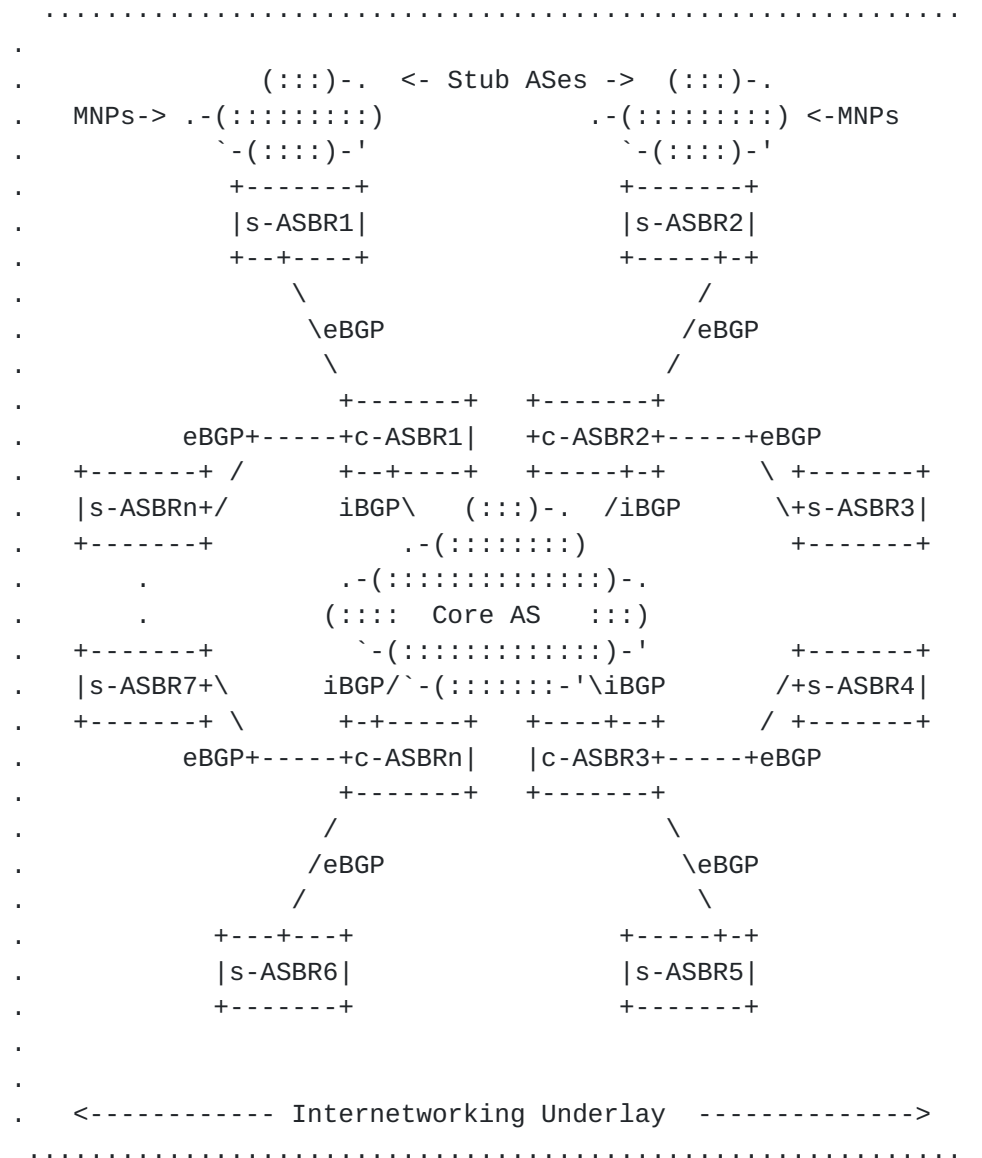 ............................................................
.
.                (:::)-.  <- Stub ASes ->  (:::)-.
.   MNPs-> .-(:::::::::)             .-(:::::::::) <-MNPs
.             `-(::::)-'                `-(::::)-'
.              +-------+                +-------+
.              |s-ASBR1|                |s-ASBR2|
.              +--+----+                +-----+-+
.                  \                         /
.                   \eBGP                   /eBGP
.                    \                     /
.                     +-------+   +-------+
.           eBGP+-----+c-ASBR1|   +c-ASBR2+-----+eBGP
.    +-------+ /      +--+----+   +-----+-+      \ +-------+
.    |s-ASBRn+/       iBGP\   (:::)-.  /iBGP      \+s-ASBR3|
.    +-------+            .-(::::::::)             +-------+
.        .            .-(::::::::::::::)-.
.        .           (::::  Core AS   :::)
.    +-------+         `-(:::::::::::::)-'         +-------+
.    |s-ASBR7+\      iBGP/`-(:::::::-'\iBGP       /+s-ASBR4|
.    +-------+ \      +-+-----+   +----+--+      / +-------+
.           eBGP+-----+c-ASBRn|   |c-ASBR3+-----+eBGP
.                     +-------+   +-------+
.                    /                     \
.                   /eBGP                   \eBGP
.                  /                         \
.             +---+---+                 +-----+-+
.             |s-ASBR6|                 |s-ASBR5|
.             +-------+                 +-------+
.
.
.    <------------ Internetworking Underlay  -------------->
............................................................